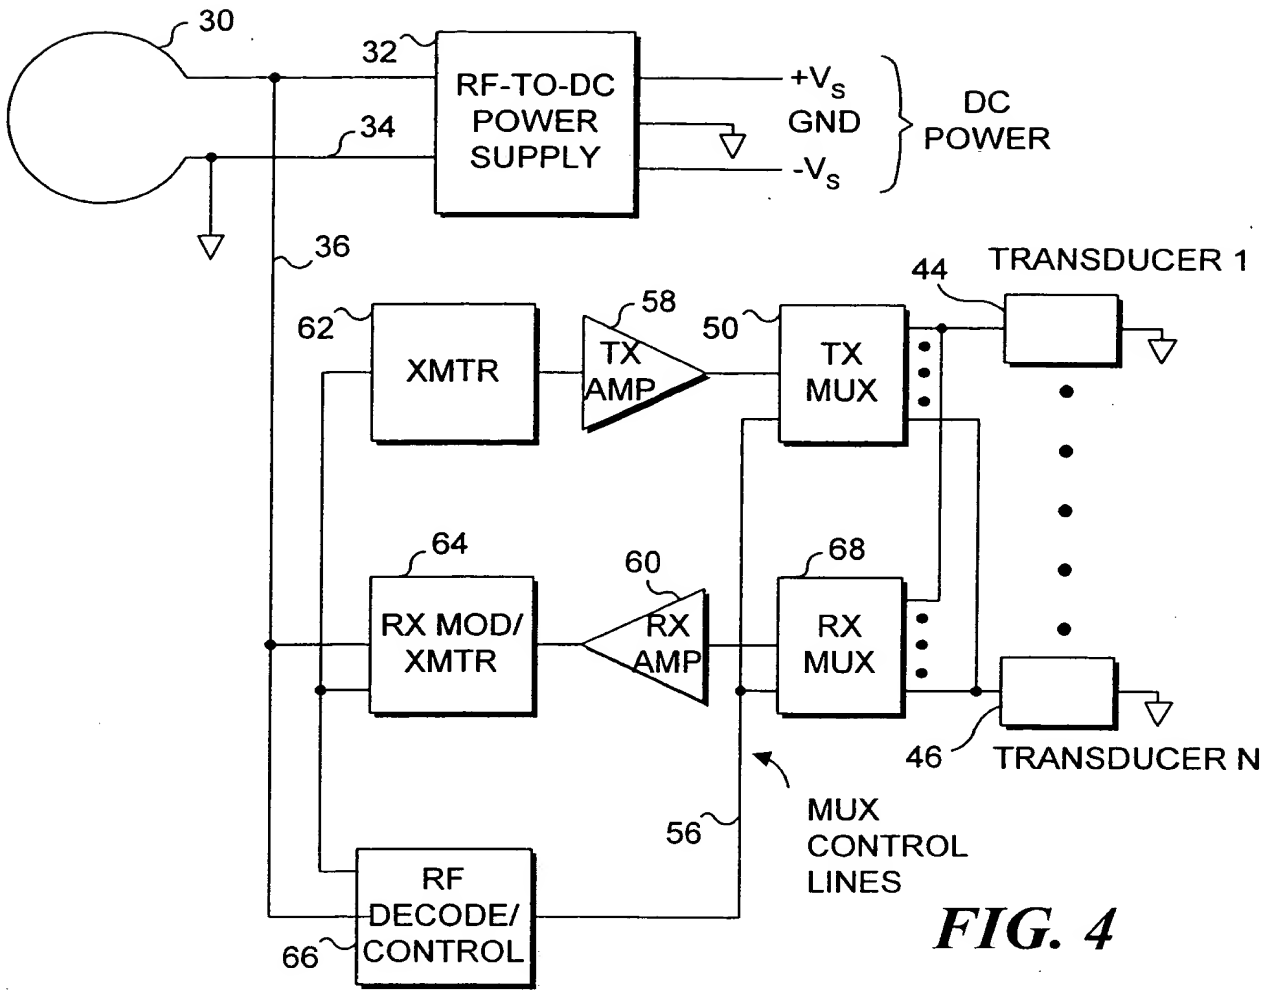 30
32
RF-TO-DC
POWER
SUPPLY
+VS
GND
-VS
DC
POWER
34
36
TRANSDUCER 1
44
62
XMTR
58
TX
AMP
50
TX
MUX
64
RX MOD/
XMTR
60
RX
AMP
68
RX
MUX
46
TRANSDUCER N
56
MUX
CONTROL
LINES
RF
DECODE/
CONTROL
66
FIG. 4